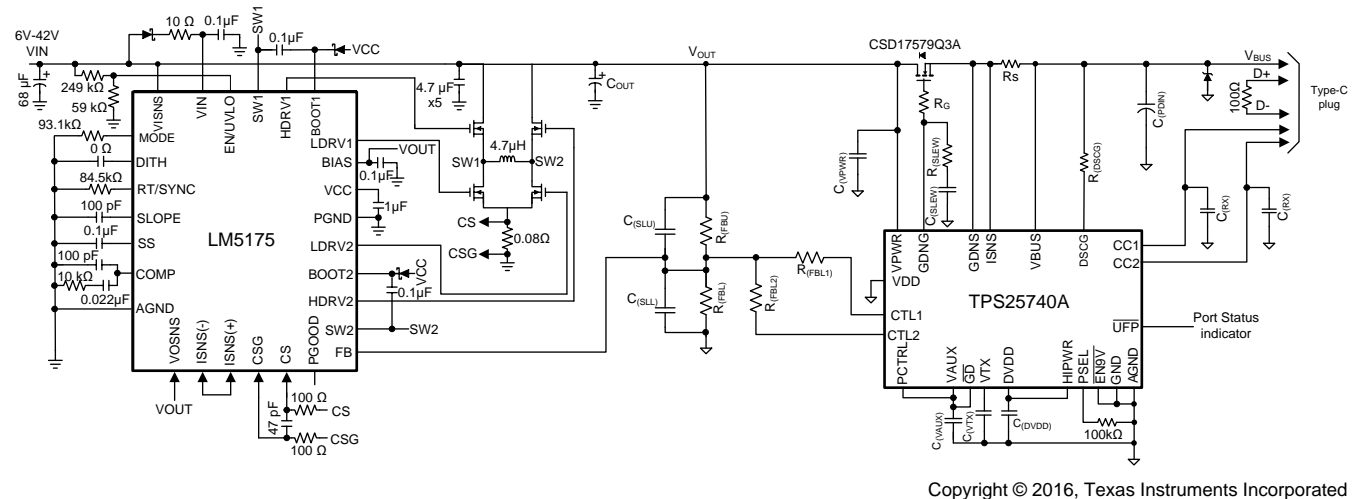 6V-42V
VIN
68 µF
249 kΩ
59 kΩ
10 Ω
0.1µF
SW1
0.1µF
VCC
93.1kΩ
0 Ω
84.5kΩ
100 pF
0.1µF
100 pF
10 kΩ
0.022µF
VISNS
VIN
EN/UVLO
SW1
HDRV1
BOOT1
MODE
DITH
RT/SYNC
SLOPE
SS
COMP
AGND
LM5175
LDRV1
BIAS
VCC
PGND
LDRV2
BOOT2
HDRV2
SW2
FB
VOSNS
ISNS(-)
ISNS(+)
CSG
CS
PGOOD
VOUT
47 pF
100 Ω
CS
CSG
100 Ω
VOUT
0.1µF
1µF
VCC
0.1µF
SW2
4.7 µF
x5
4.7µH
SW1
SW2
CS
CSG
0.08Ω
COUT
VOUT
C(SLU)
R(FBU)
C(SLL)
R(FBL)
R(FBL2)
R(FBL1)
CSD17579Q3A
RS
RG
C(VPWR)
R(SLEW)
C(SLEW)
R(DSCG)
C(PDIN)
VBUS
D+
100Ω
D-
Type-C
plug
C(RX)
C(RX)
VPWR
GDNG
GDNS
ISNS
VBUS
DSCG
CC1
CC2
VDD
TPS25740A
CTL1
CTL2
UFP
Port Status
indicator
PCTRL
VAUX
GD
VTX
DVDD
HIPWR
PSEL
EN9V
GND
AGND
C(VAUX)
C(VTX)
C(DVDD)
100kΩ
Copyright © 2016, Texas Instruments Incorporated